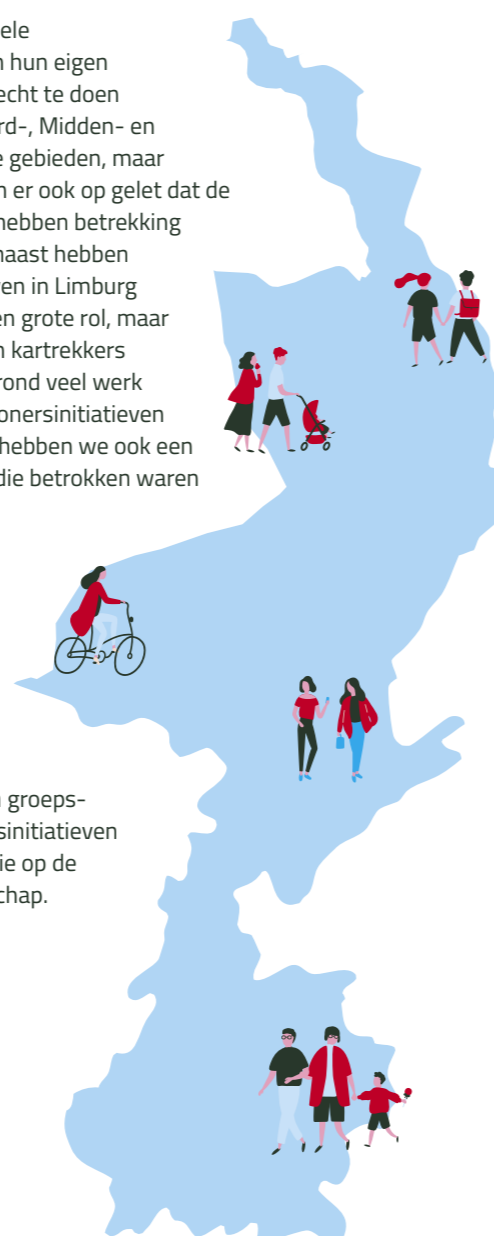 ele
n hun eigen
echt te doen
rd-, Midden- en
e gebieden, maar
n er ook op gelet dat de
hebben betrekking
naast hebben
ven in Limburg
en grote rol, maar
n kartrekkers
rond veel werk
onersinitiatieven
hebben we ook een
die betrokken waren
n groeps-
sinitiatieven
ie op de
chap.